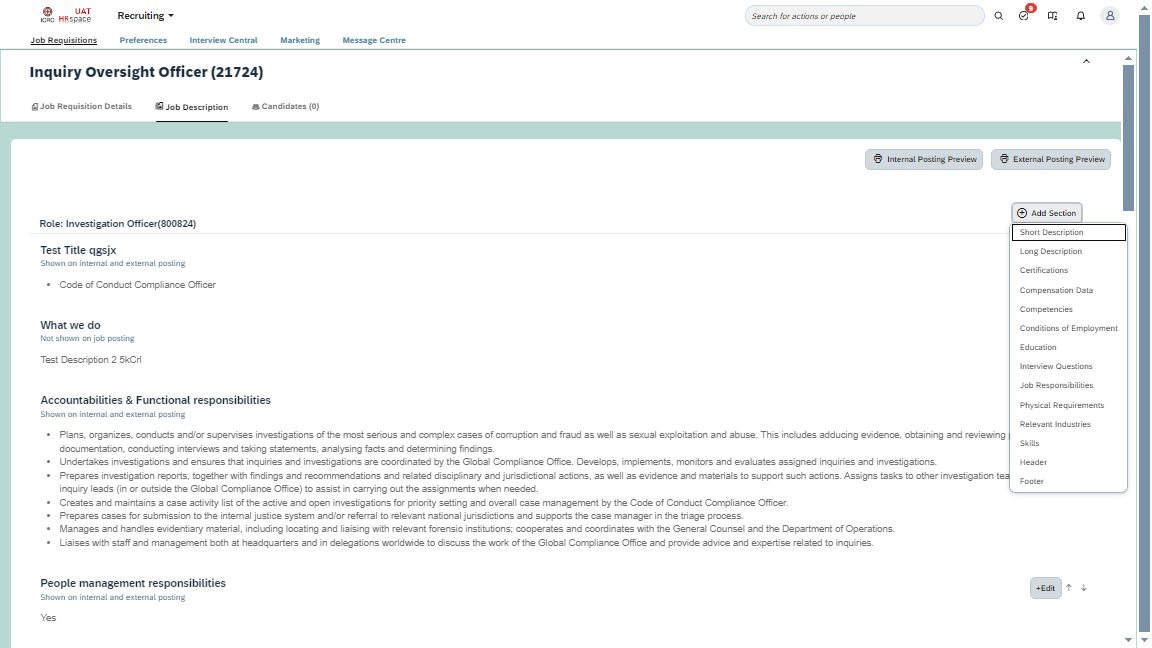 ICRC
UAT
HRspace
Recruiting
Search for actions or people
9
Job Requisitions
Preferences
Interview Central
Marketing
Message Centre
Inquiry Oversight Officer (21724)
Job Requisition Details
Job Description
Candidates (0)
Internal Posting Preview
External Posting Preview
Add Section
Role: Investigation Officer(800824)
Short Description
Long Description
Certifications
Compensation Data
Competencies
Conditions of Employment
Education
Interview Questions
Job Responsibilities
Physical Requirements
Relevant Industries
Skills
Header
Footer
Test Title qgsjx
Shown on internal and external posting
• Code of Conduct Compliance Officer
What we do
Not shown on job posting
Test Description 2 5kCrl
Accountabilities & Functional responsibilities
Shown on internal and external posting
• Plans, organizes, conducts and/or supervises investigations of the most serious and complex cases of corruption and fraud as well as sexual exploitation and abuse. This includes adducing evidence, obtaining and reviewing
documentation, conducting interviews and taking statements, analysing facts and determining findings.
• Undertakes investigations and ensures that inquiries and investigations are coordinated by the Global Compliance Office. Develops, implements, monitors and evaluates assigned inquiries and investigations.
• Prepares investigation reports, together with findings and recommendations and related disciplinary and jurisdictional actions, as well as evidence and materials to support such actions. Assigns tasks to other investigation
inquiry leads (in or outside the Global Compliance Office) to assist in carrying out the assignments when needed.
• Creates and maintains a case activity list of the active and open investigations for priority setting and overall case management by the Code of Conduct Compliance Officer.
• Prepares cases for submission to the internal justice system and/or referral to relevant national jurisdictions and supports the case manager in the triage process.
• Manages and handles evidentiary material, including locating and liaising with relevant forensic institutions; cooperates and coordinates with the General Counsel and the Department of Operations.
• Liaises with staff and management both at headquarters and in delegations worldwide to discuss the work of the Global Compliance Office and provide advice and expertise related to inquiries.
People management responsibilities
Shown on internal and external posting
+Edit ↑ ↓
Yes